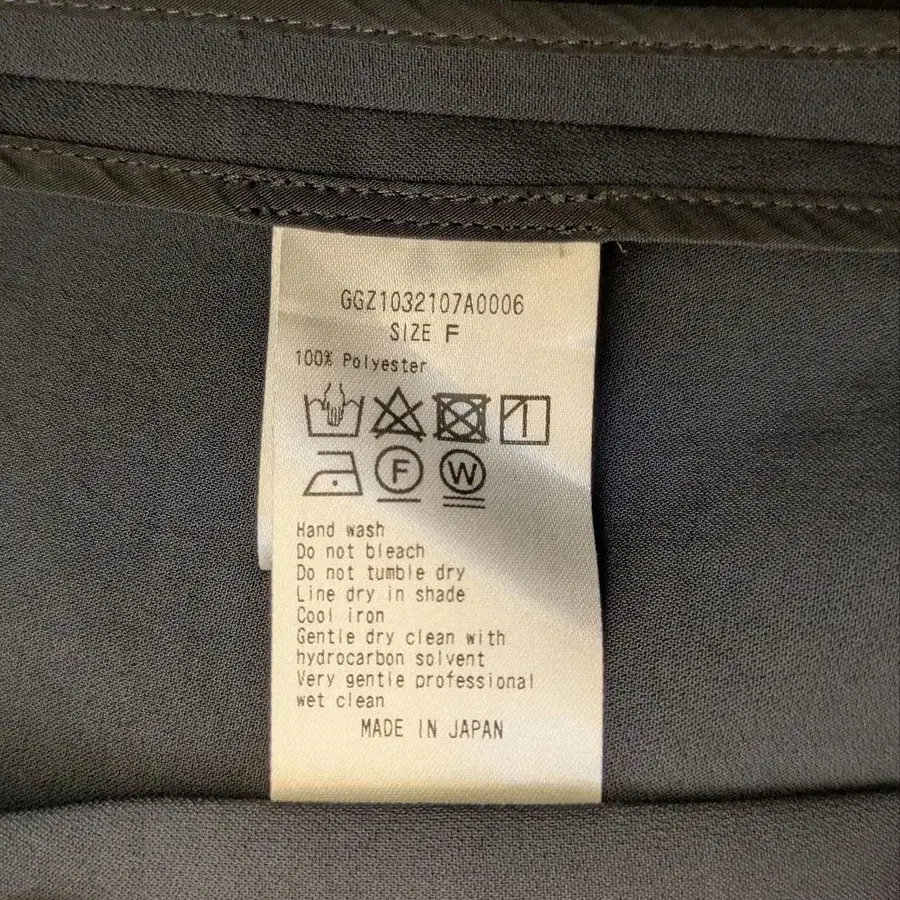 GGZ1032107A0006
SIZE F
100% Polyester
F W
Hand wash
Do not bleach
Do not tumble dry
Line dry in shade
Cool iron
Gentle dry clean with
hydrocarbon solvent
Very gentle professional
wet clean
MADE IN JAPAN